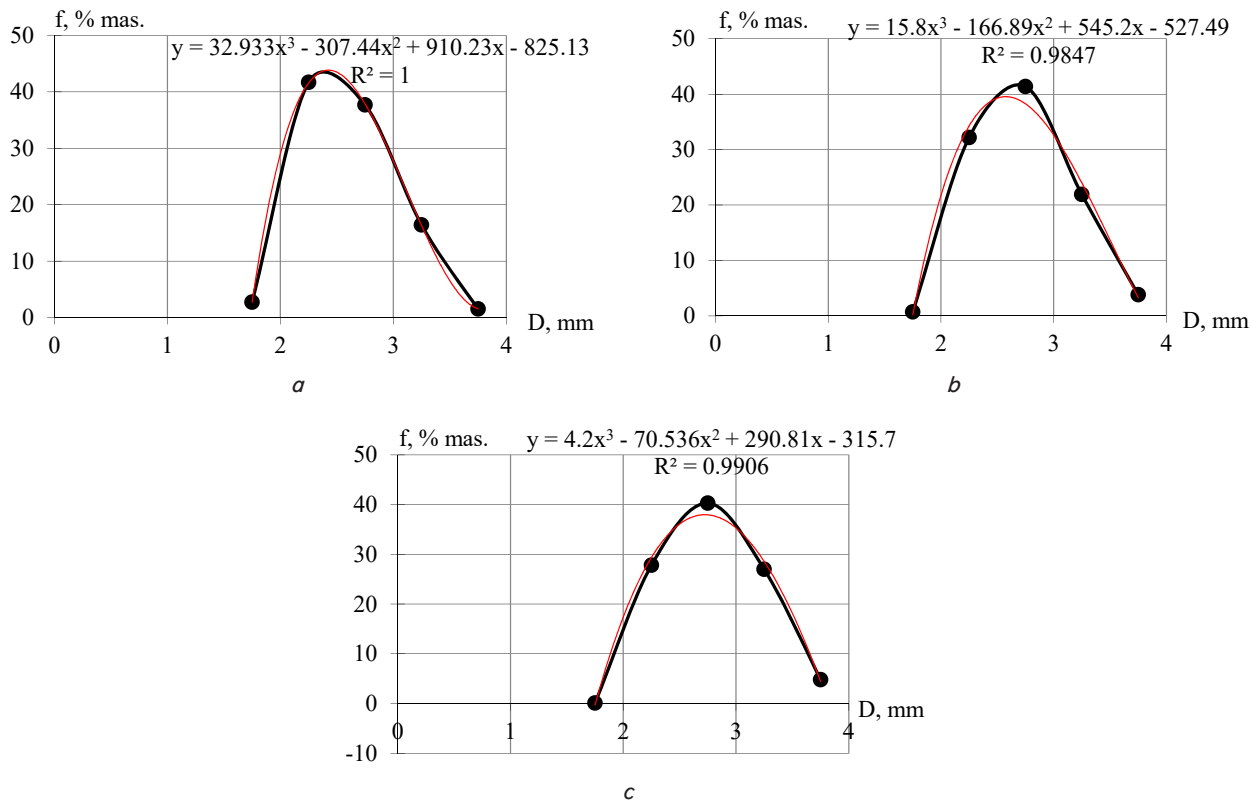 f, % mas.
50
y = 32.933x³ - 307.44x² + 910.23x - 825.13
R² = 1
40
30
20
10
0
D, mm
0 1 2 3 4
a
f, % mas.
y = 15.8x³ - 166.89x² + 545.2x - 527.49
50
R² = 0.9847
40
30
20
10
0
D, mm
0 1 2 3 4
b
f, % mas.
y = 4.2x³ - 70.536x² + 290.81x - 315.7
50
R² = 0.9906
40
30
20
10
0
D, mm
0 1 2 3 4
-10
c